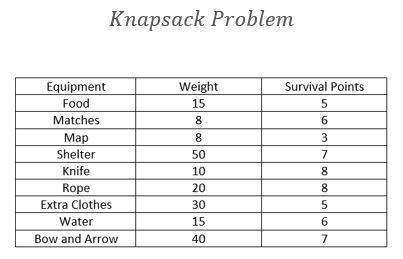 Knapsack Problem
Equipment Weight Survival Points
Food 15 5
Matches 8 6
Map 8 3
Shelter 50 7
Knife 10 8
Rope 20 8
Extra Clothes 30 5
Water 15 6
Bow and Arrow 40 7